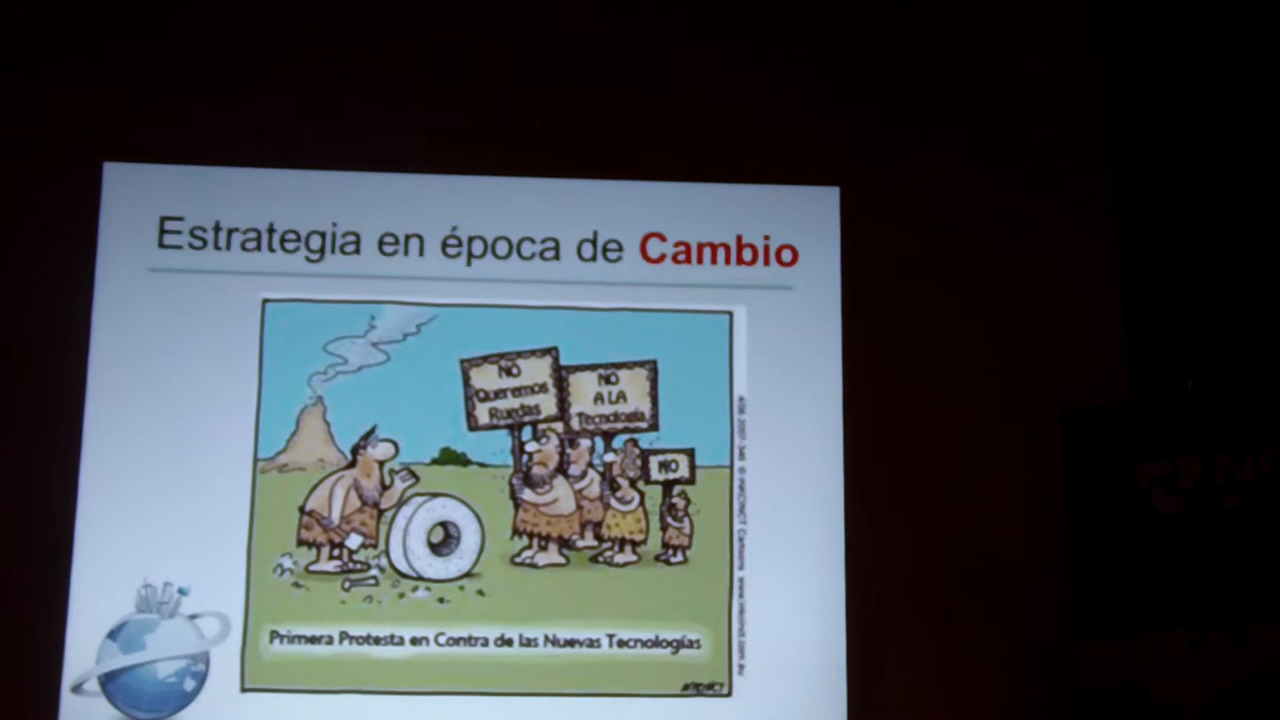 Estrategia en época de Cambio
NO
Queremos
Ruedas
NO
A LA
Tecnología
NO
Primera Protesta en Contra de las Nuevas Tecnologías